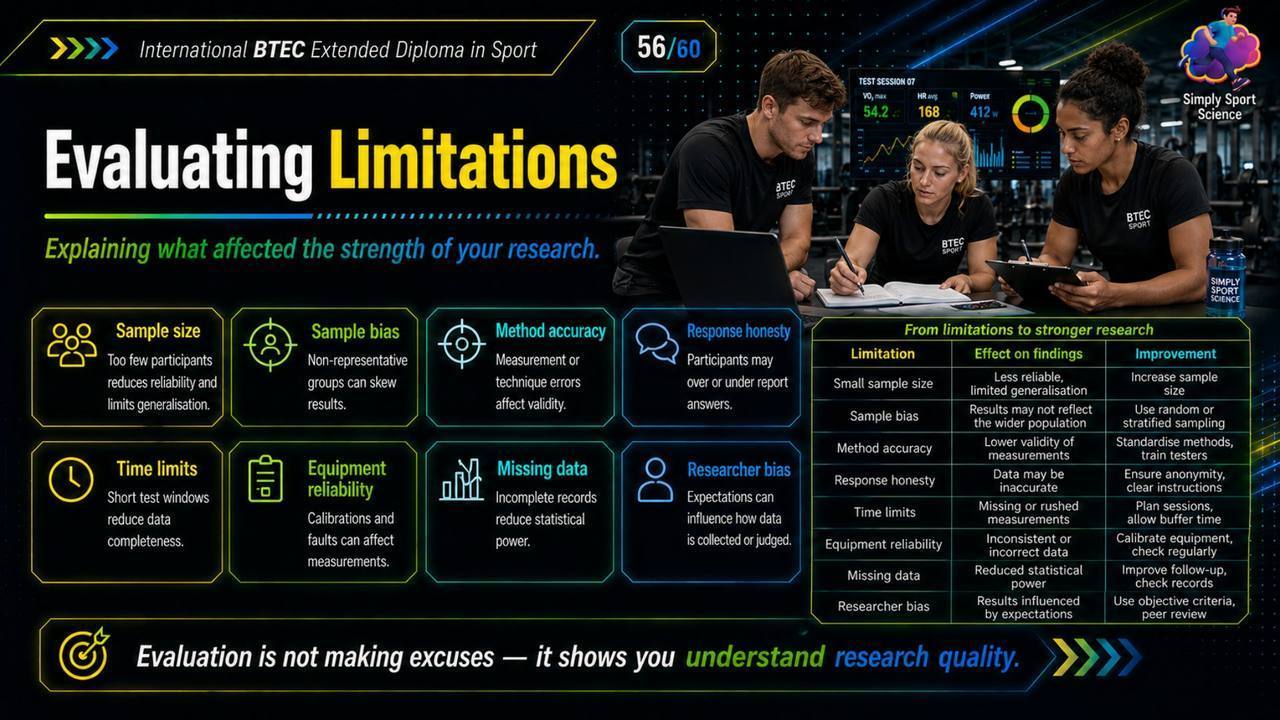 International BTEC Extended Diploma in Sport
56/60
Simply Sport
Science
TEST SESSION 07
VO₂ max
HR avg
Power
54.2
168
412 w
BTEC
SPORT
BTEC
SPORT
BTEC
SPORT
SIMPLY
SPORT
SCIENCE
Evaluating Limitations
Explaining what affected the strength of your research.
Sample size
Too few participants
reduces reliability and
limits generalisation.
Sample bias
Non-representative
groups can skew
results.
Method accuracy
Measurement or
technique errors
affect validity.
Response honesty
Participants may
over or under report
answers.
Time limits
Short test windows
reduce data
completeness.
Equipment
reliability
Calibrations and
faults can affect
measurements.
Missing data
Incomplete records
reduce statistical
power.
Researcher bias
Expectations can
influence how data
is collected or judged.
From limitations to stronger research
Limitation Effect on findings Improvement
Small sample size
Less reliable,
limited generalisation
Increase sample
size
Sample bias
Results may not reflect
the wider population
Use random or
stratified sampling
Method accuracy
Lower validity of
measurements
Standardise methods,
train testers
Response honesty
Data may be
inaccurate
Ensure anonymity,
clear instructions
Time limits
Missing or rushed
measurements
Plan sessions,
allow buffer time
Equipment reliability
Inconsistent or
incorrect data
Calibrate equipment,
check regularly
Missing data
Reduced statistical
power
Improve follow-up,
check records
Researcher bias
Results influenced
by expectations
Use objective criteria,
peer review
Evaluation is not making excuses — it shows you understand research quality.